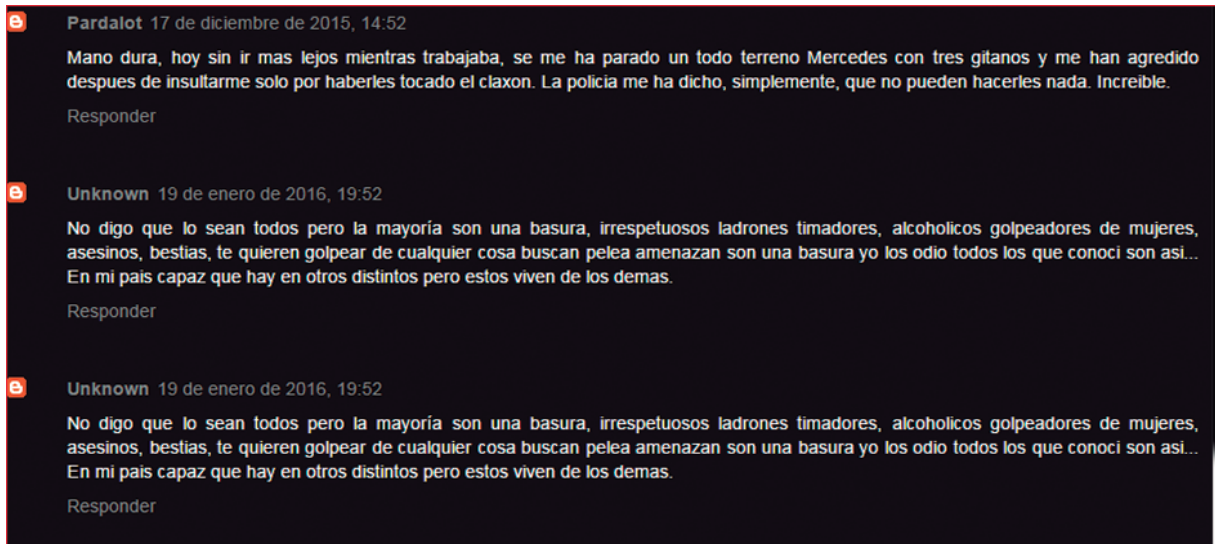 Pardalot 17 de diciembre de 2015, 14:52
Mano dura, hoy sin ir mas lejos mientras trabajaba, se me ha parado un todo terreno Mercedes con tres gitanos y me han agredido
despues de insultarme solo por haberles tocado el claxon. La policia me ha dicho, simplemente, que no pueden hacerles nada. Increible.
Responder
Unknown 19 de enero de 2016, 19:52
No digo que lo sean todos pero la mayoría son una basura, irrespetuosos ladrones timadores, alcoholicos golpeadores de mujeres,
asesinos, bestias, te quieren golpear de cualquier cosa buscan pelea amenazan son una basura yo los odio todos los que conoci son asi...
En mi pais capaz que hay en otros distintos pero estos viven de los demas.
Responder
Unknown 19 de enero de 2016, 19:52
No digo que lo sean todos pero la mayoría son una basura, irrespetuosos ladrones timadores, alcoholicos golpeadores de mujeres,
asesinos, bestias, te quieren golpear de cualquier cosa buscan pelea amenazan son una basura yo los odio todos los que conoci son asi...
En mi pais capaz que hay en otros distintos pero estos viven de los demas.
Responder